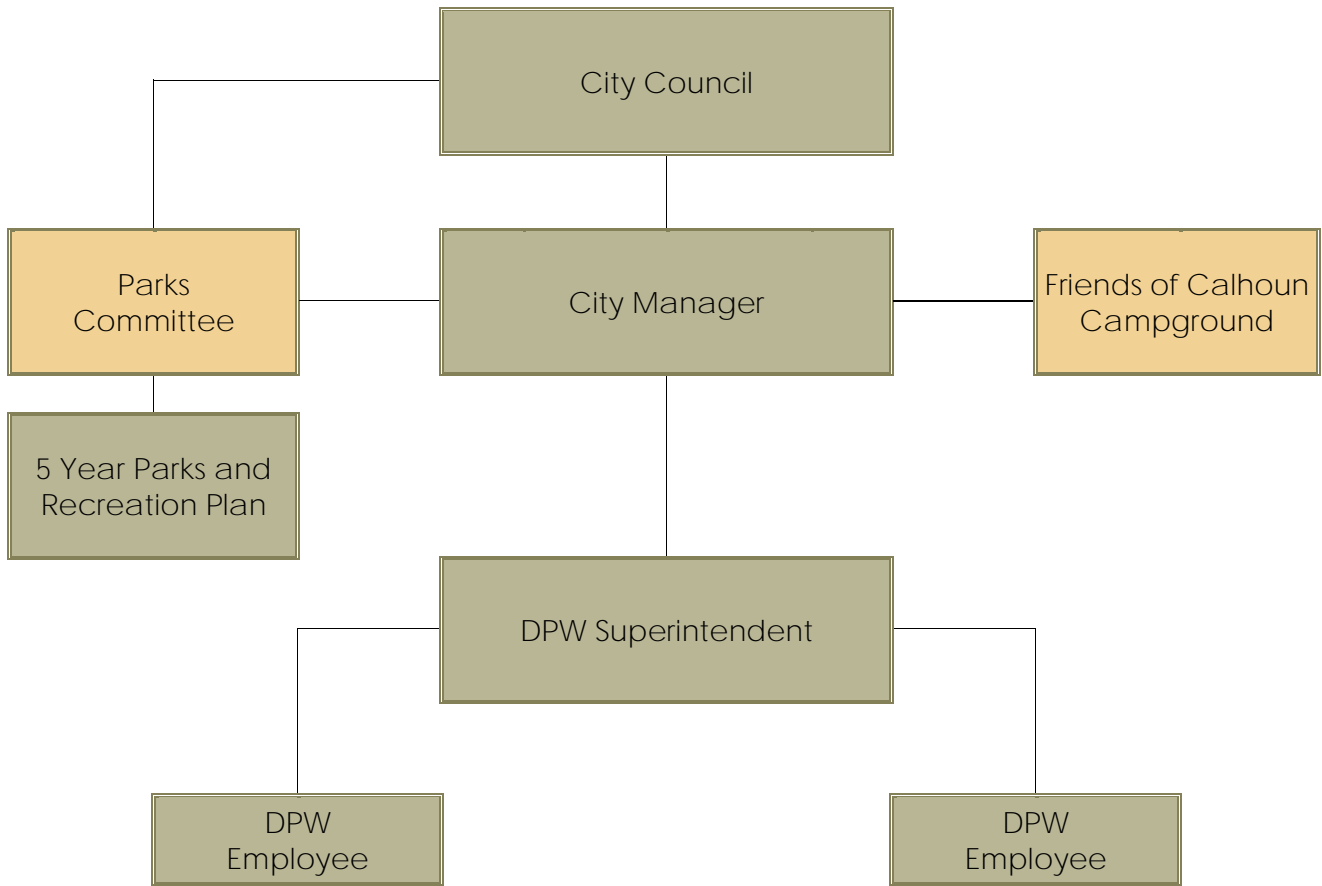 City Council
Parks
Committee
City Manager
Friends of Calhoun
Campground
5 Year Parks and
Recreation Plan
DPW Superintendent
DPW
Employee
DPW
Employee